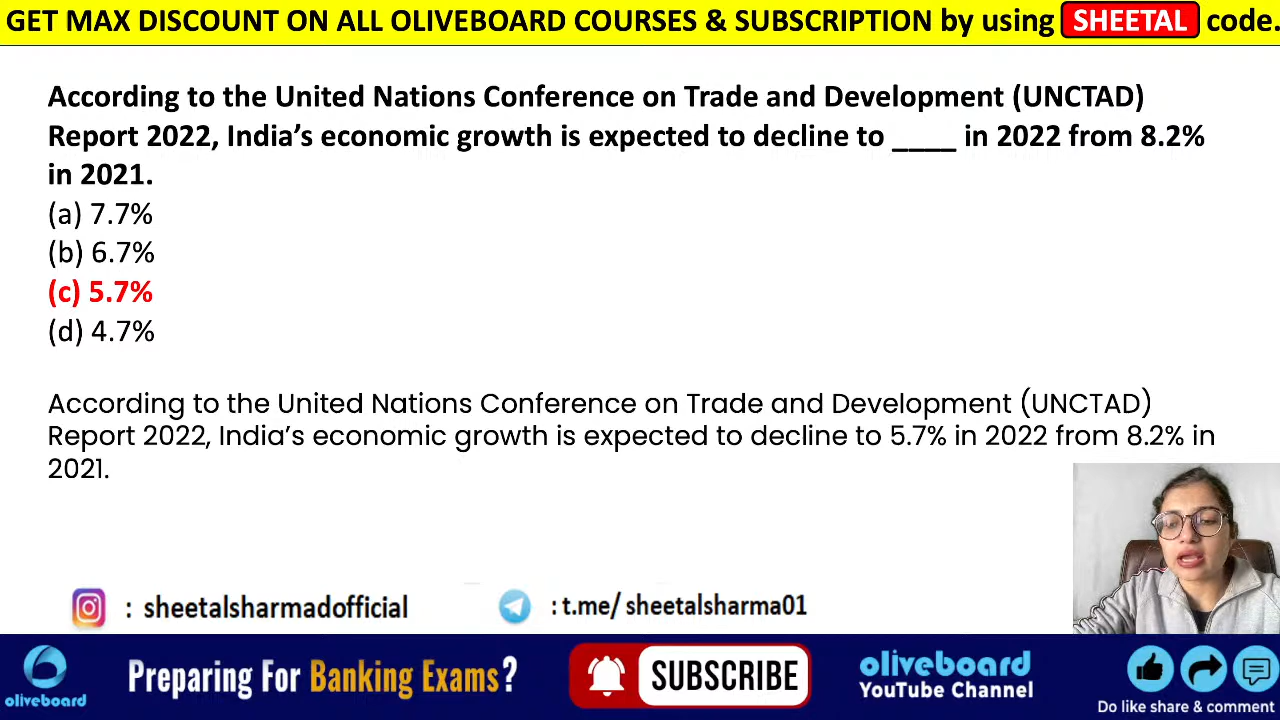 GET MAX DISCOUNT ON ALL OLIVEBOARD COURSES & SUBSCRIPTION by using SHEETAL code.
According to the United Nations Conference on Trade and Development (UNCTAD)
Report 2022, India’s economic growth is expected to decline to ____ in 2022 from 8.2%
in 2021.
(a) 7.7%
(b) 6.7%
(c) 5.7%
(d) 4.7%
According to the United Nations Conference on Trade and Development (UNCTAD)
Report 2022, India’s economic growth is expected to decline to 5.7% in 2022 from 8.2% in
2021.
: sheetalsharmadofficial
: t.me/ sheetalsharma01
oliveboard
Preparing For Banking Exams?
SUBSCRIBE
oliveboard
YouTube Channel
Do like share & comment